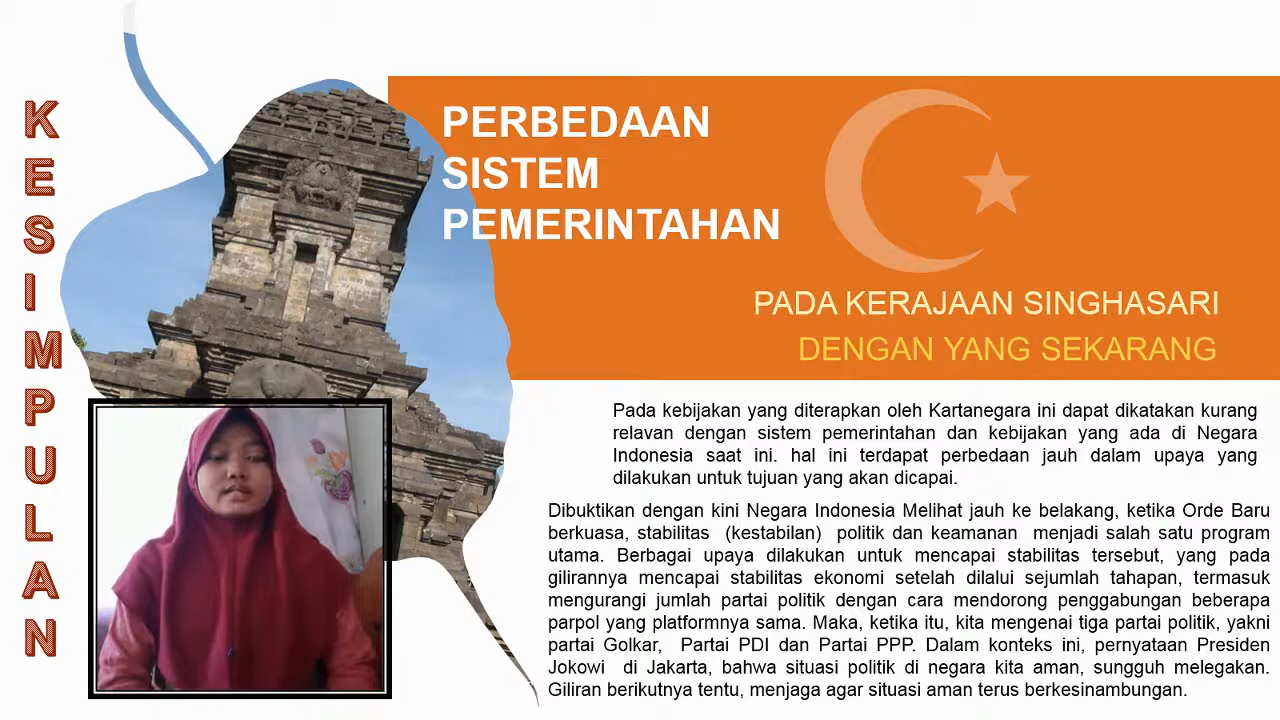 KESIMPULAN
PERBEDAAN
SISTEM
PEMERINTAHAN
PADA KERAJAAN SINGHASARI
DENGAN YANG SEKARANG
Pada kebijakan yang diterapkan oleh Kartanegara ini dapat dikatakan kurang
relavan dengan sistem pemerintahan dan kebijakan yang ada di Negara
Indonesia saat ini. hal ini terdapat perbedaan jauh dalam upaya yang
dilakukan untuk tujuan yang akan dicapai.
Dibuktikan dengan kini Negara Indonesia Melihat jauh ke belakang, ketika Orde Baru
berkuasa, stabilitas (kestabilan) politik dan keamanan menjadi salah satu program
utama. Berbagai upaya dilakukan untuk mencapai stabilitas tersebut, yang pada
gilirannya mencapai stabilitas ekonomi setelah dilalui sejumlah tahapan, termasuk
mengurangi jumlah partai politik dengan cara mendorong penggabungan beberapa
parpol yang platformnya sama. Maka, ketika itu, kita mengenai tiga partai politik, yakni
partai Golkar, Partai PDI dan Partai PPP. Dalam konteks ini, pernyataan Presiden
Jokowi di Jakarta, bahwa situasi politik di negara kita aman, sungguh melegakan.
Giliran berikutnya tentu, menjaga agar situasi aman terus berkesinambungan.